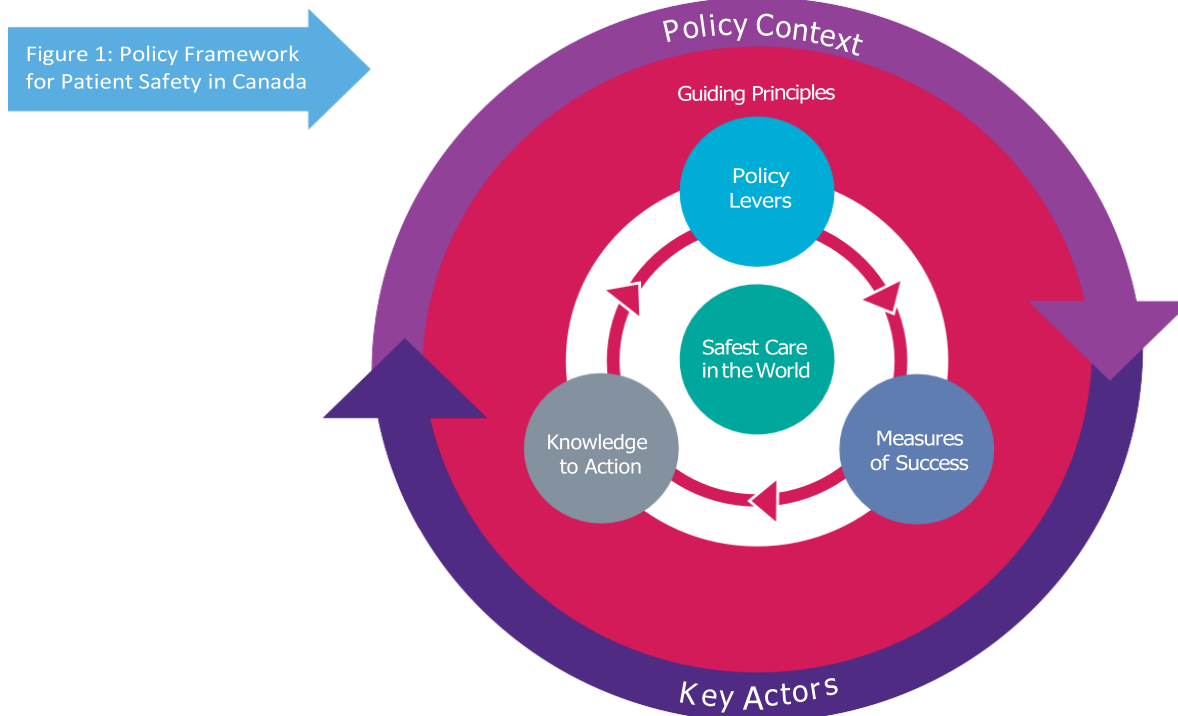 Figure 1: Policy Framework
for Patient Safety in Canada
Policy Context
Guiding Principles
Policy
Levers
Safest Care
in the World
Knowledge
to Action
Measures
of Success
Key Actors